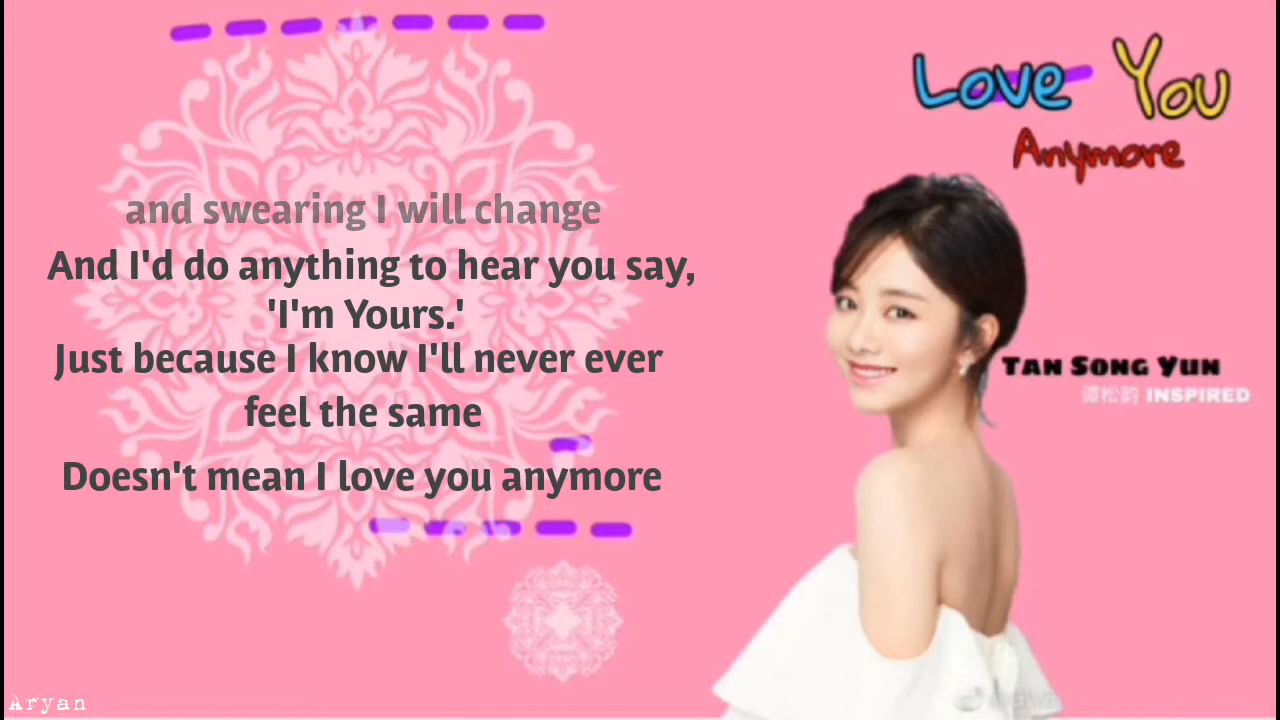 Love You
Anymore
and swearing I will change
And I'd do anything to hear you say,
'I'm Yours.'
Just because I know I'll never ever
feel the same
Doesn't mean I love you anymore
Tan Song Yun
谭松韵 INSPIRED
Aryan